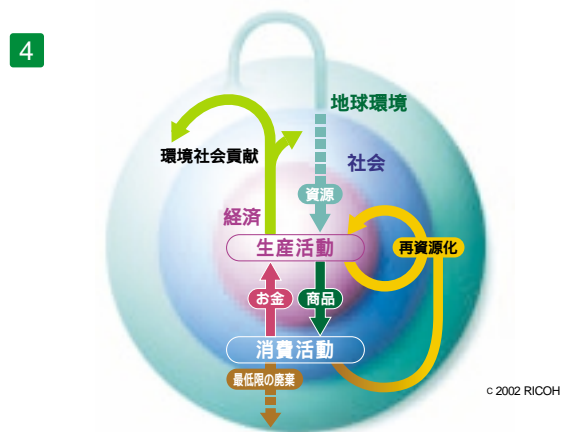 4
地球環境
環境社会貢献
社会
資源
経済
生産活動
再資源化
お金
商品
消費活動
最低限の廃棄
c 2002 RICOH